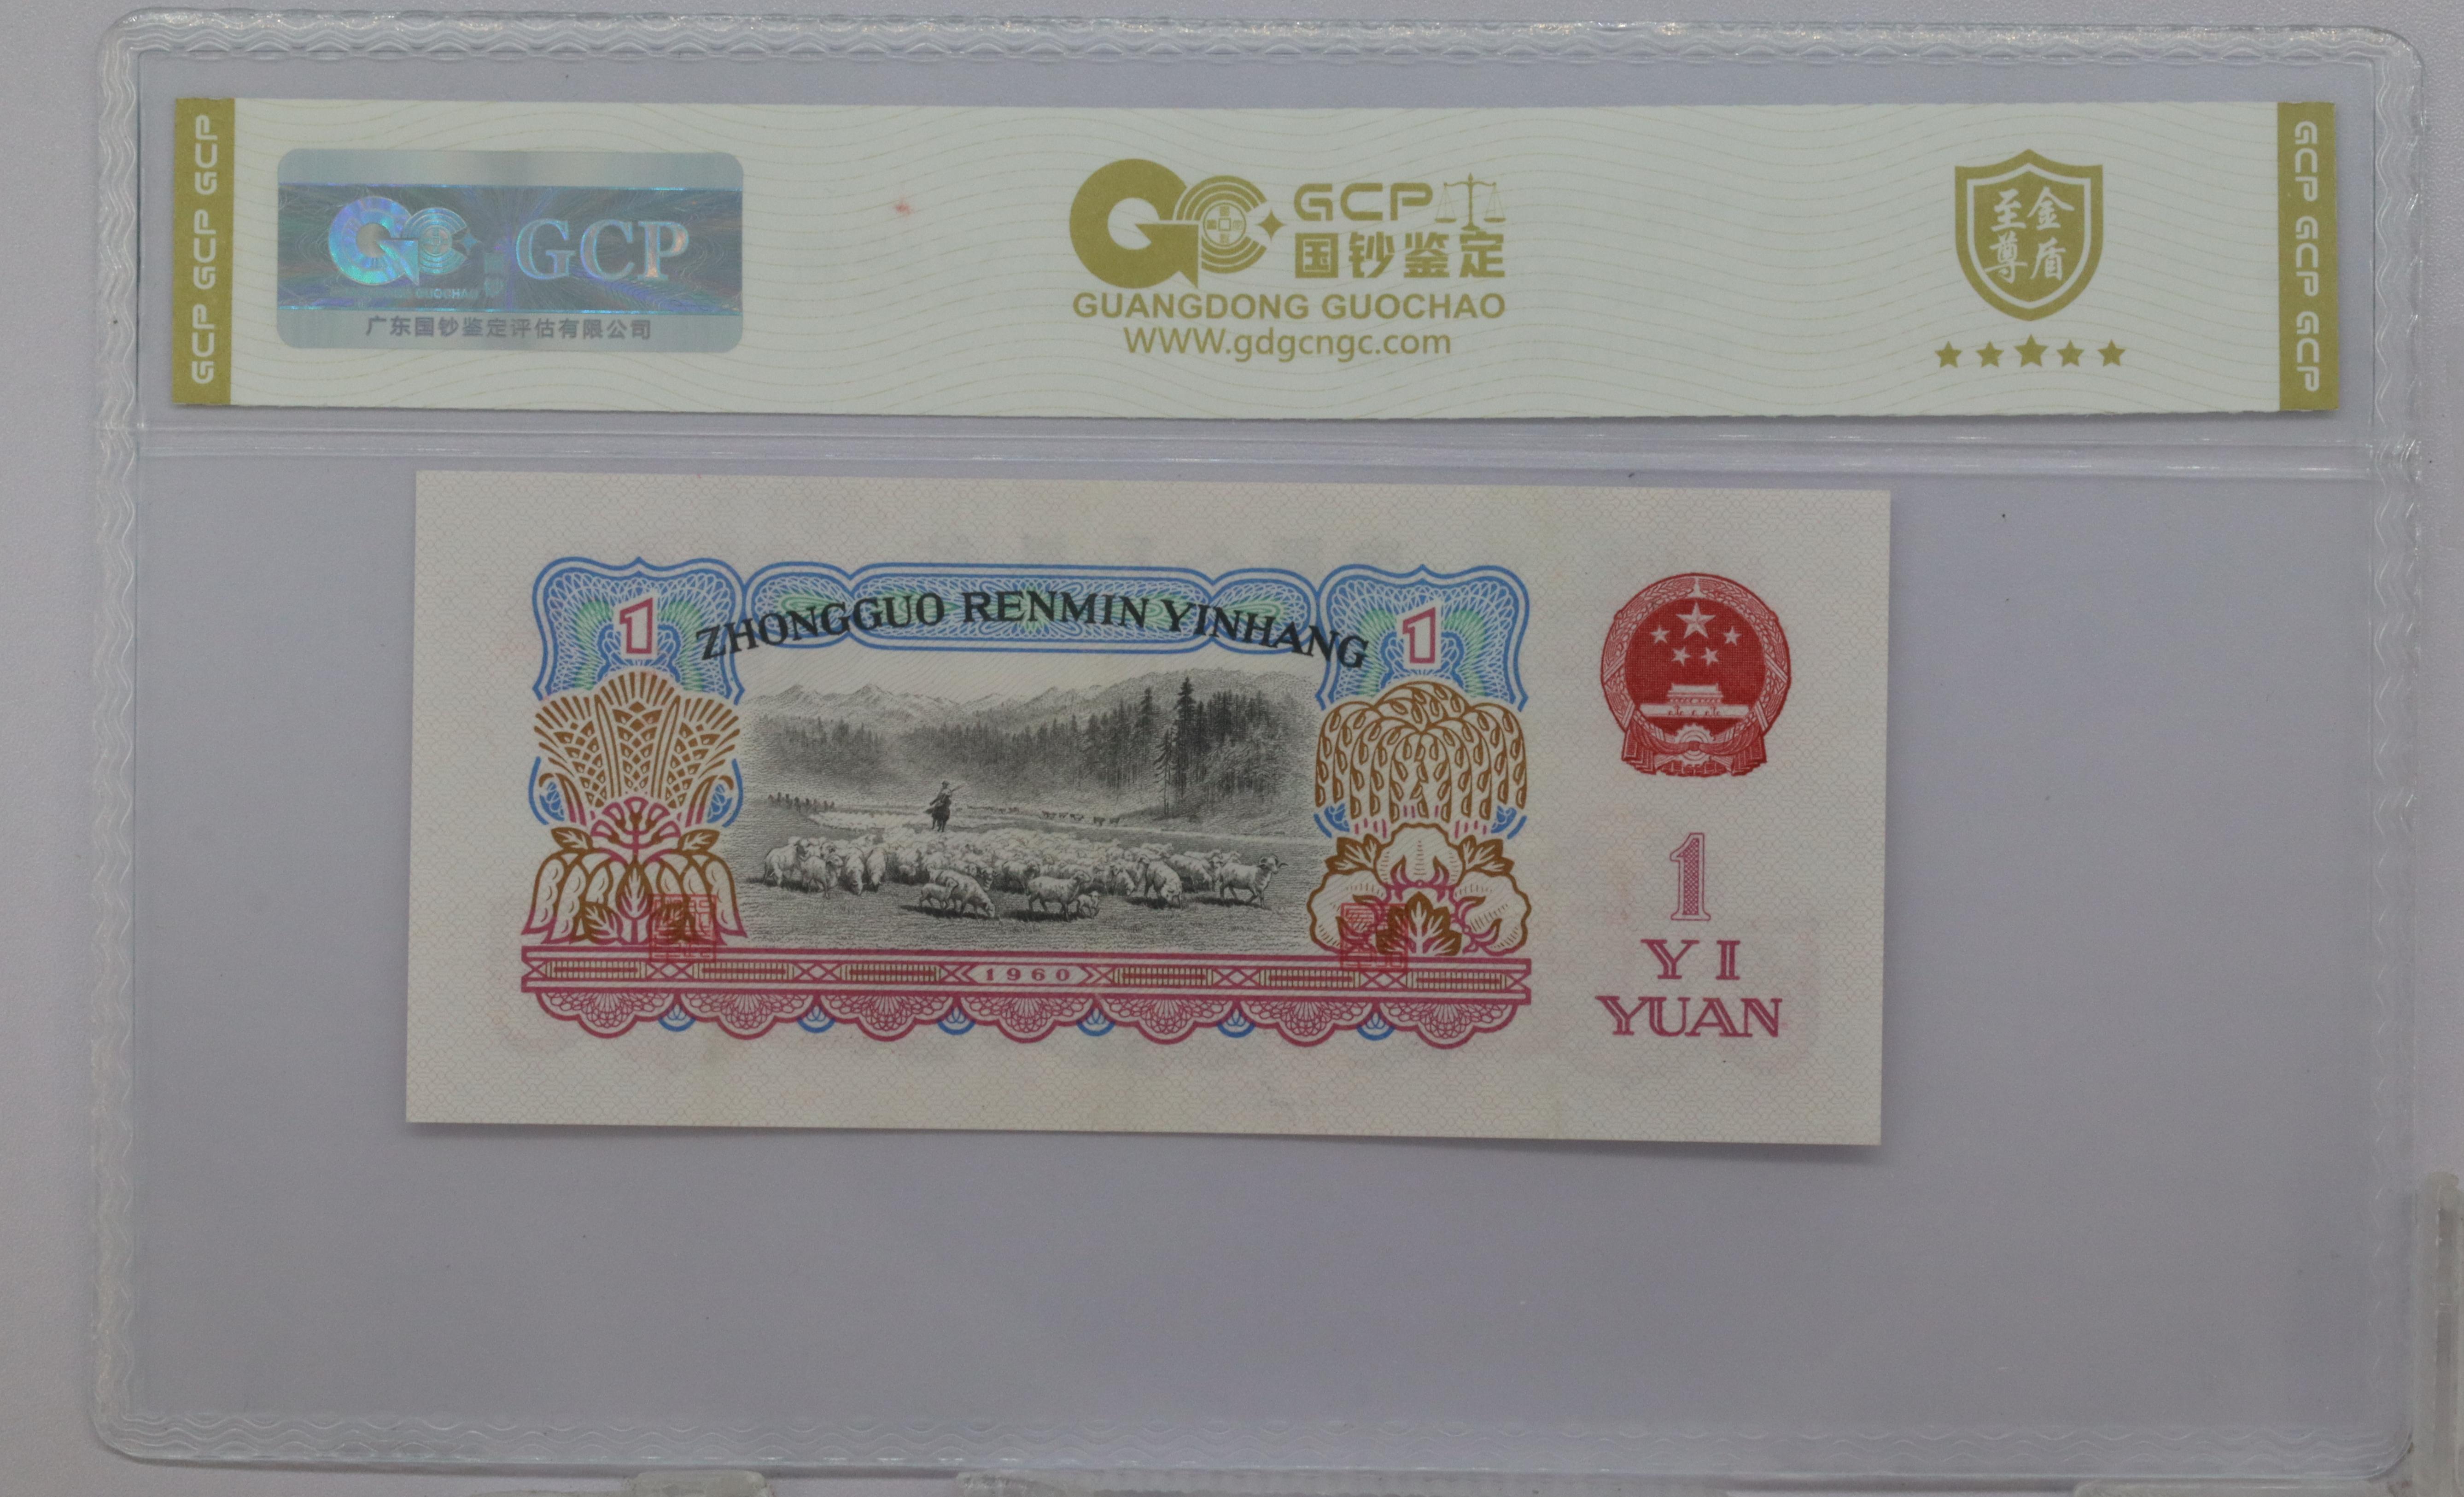 GCP GCP GCP
GCP
GUOCHAO
广东国钞鉴定评估有限公司
GCP
国钞鉴定
GUANGDONG GUOCHAO
WWW.gdgcngc.com
至金
尊盾
GCP GCP GCP
ZHONGGUO RENMIN YINHANG
1
1
1960
1
YI
YUAN